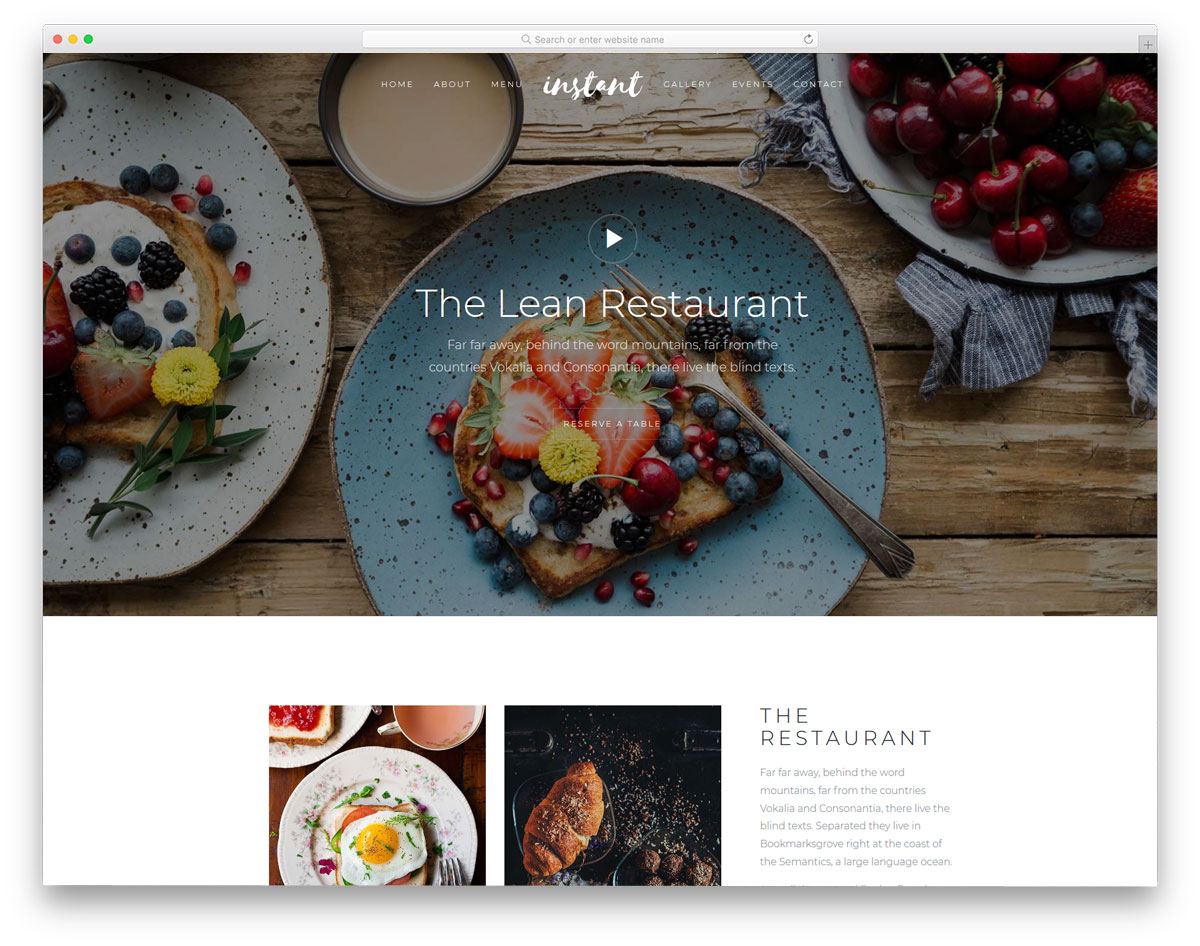 Search or enter website name
HOME ABOUT MENU instant GALLERY EVENTS CONTACT
The Lean Restaurant
Far far away, behind the word mountains, far from the
countries Vokalia and Consonantia, there live the blind texts.
RESERVE A TABLE
THE
RESTAURANT
Far far away, behind the word
mountains, far from the countries
Vokalia and Consonantia, there live the
blind texts. Separated they live in
Bookmarksgrove right at the coast of
the Semantics, a large language ocean.